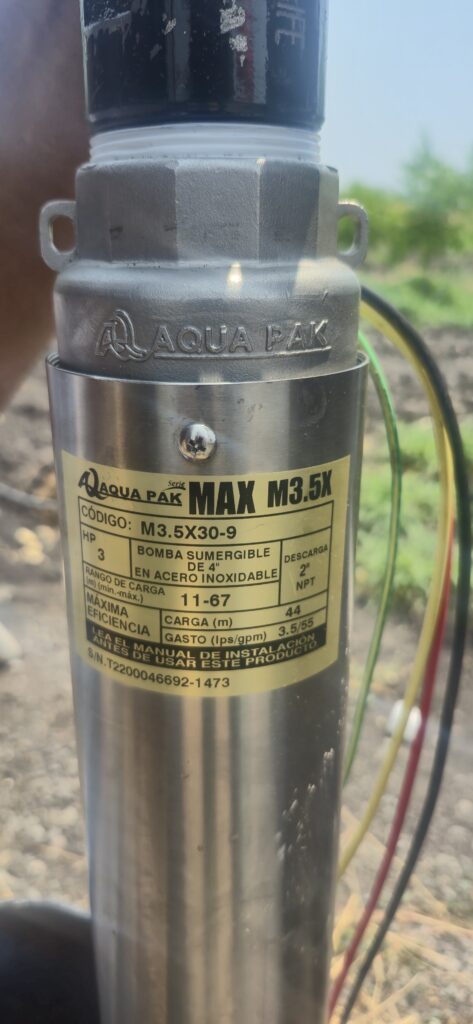 AQUA PAK
AQUA PAK Serie MAX M3.5X
CÓDIGO: M3.5X30-9
HP 3
BOMBA SUMERGIBLE DE 4" EN ACERO INOXIDABLE
DESCARGA 2" NPT
RANGO DE CARGA (m) (min.-máx.) 11-67
MÁXIMA EFICIENCIA
CARGA (m) 44
GASTO (lps/gpm) 3.5/55
LEA EL MANUAL DE INSTALACIÓN
ANTES DE USAR ESTE PRODUCTO
S/N.T2200046692-1473